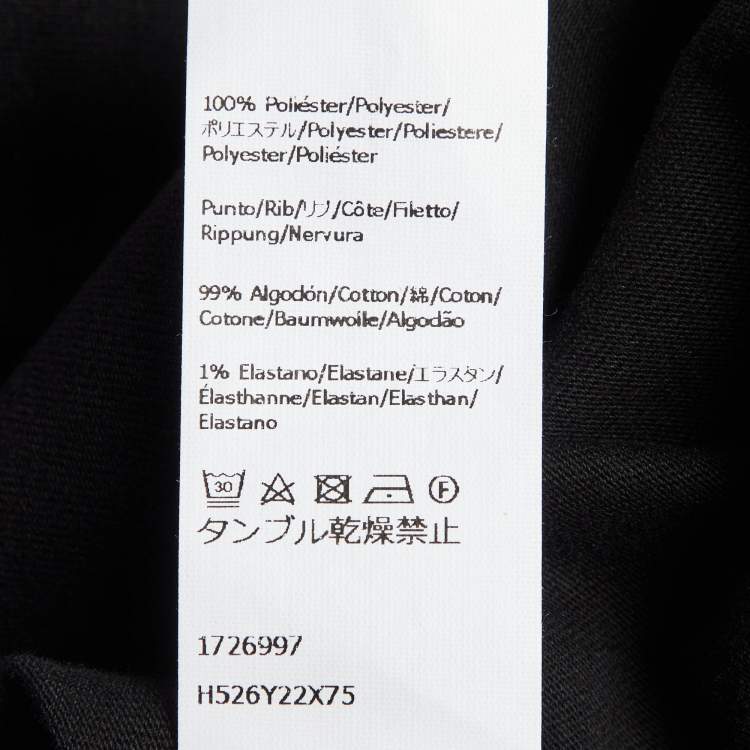 100% Poliéster/Polyester/
ポリエステル/Polyester/Poliestere/
Polyester/Poliéster
Punto/Rib/リブ/Côte/Filetto/
Rippung/Nervura
99% Algodón/Cotton/綿/Coton/
Cotone/Baumwolle/Algodão
1% Elastano/Elastane/エラスタン/
Élasthanne/Elastan/Elasthan/
Elastano
30 F
タンブル乾燥禁止
1726997
H526Y22X75